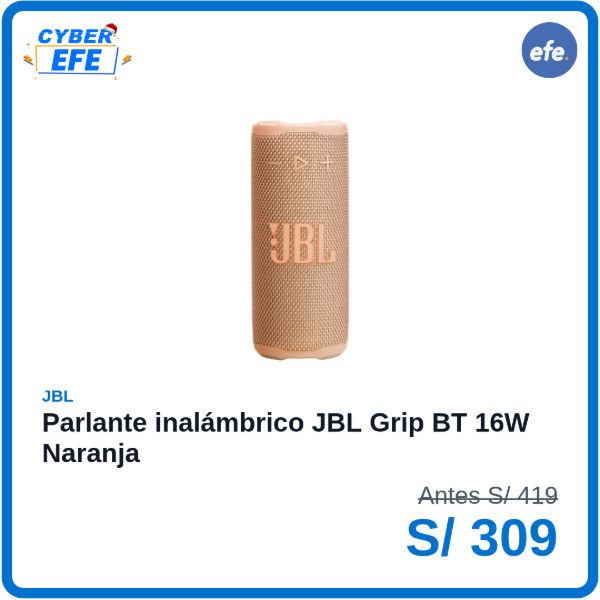 CYBER
EFE
efe.
JBL
JBL
Parlante inalámbrico JBL Grip BT 16W
Naranja
Antes S/ 419
S/ 309